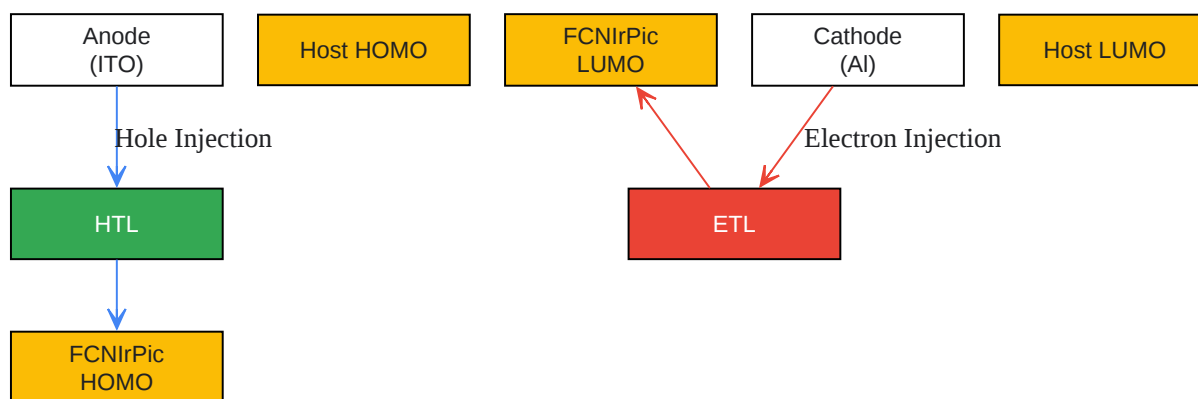 Anode
(ITO)
Host HOMO
FCNIrPic
LUMO
Cathode
(Al)
Host LUMO
Hole Injection
Electron Injection
HTL
ETL
FCNIrPic
HOMO